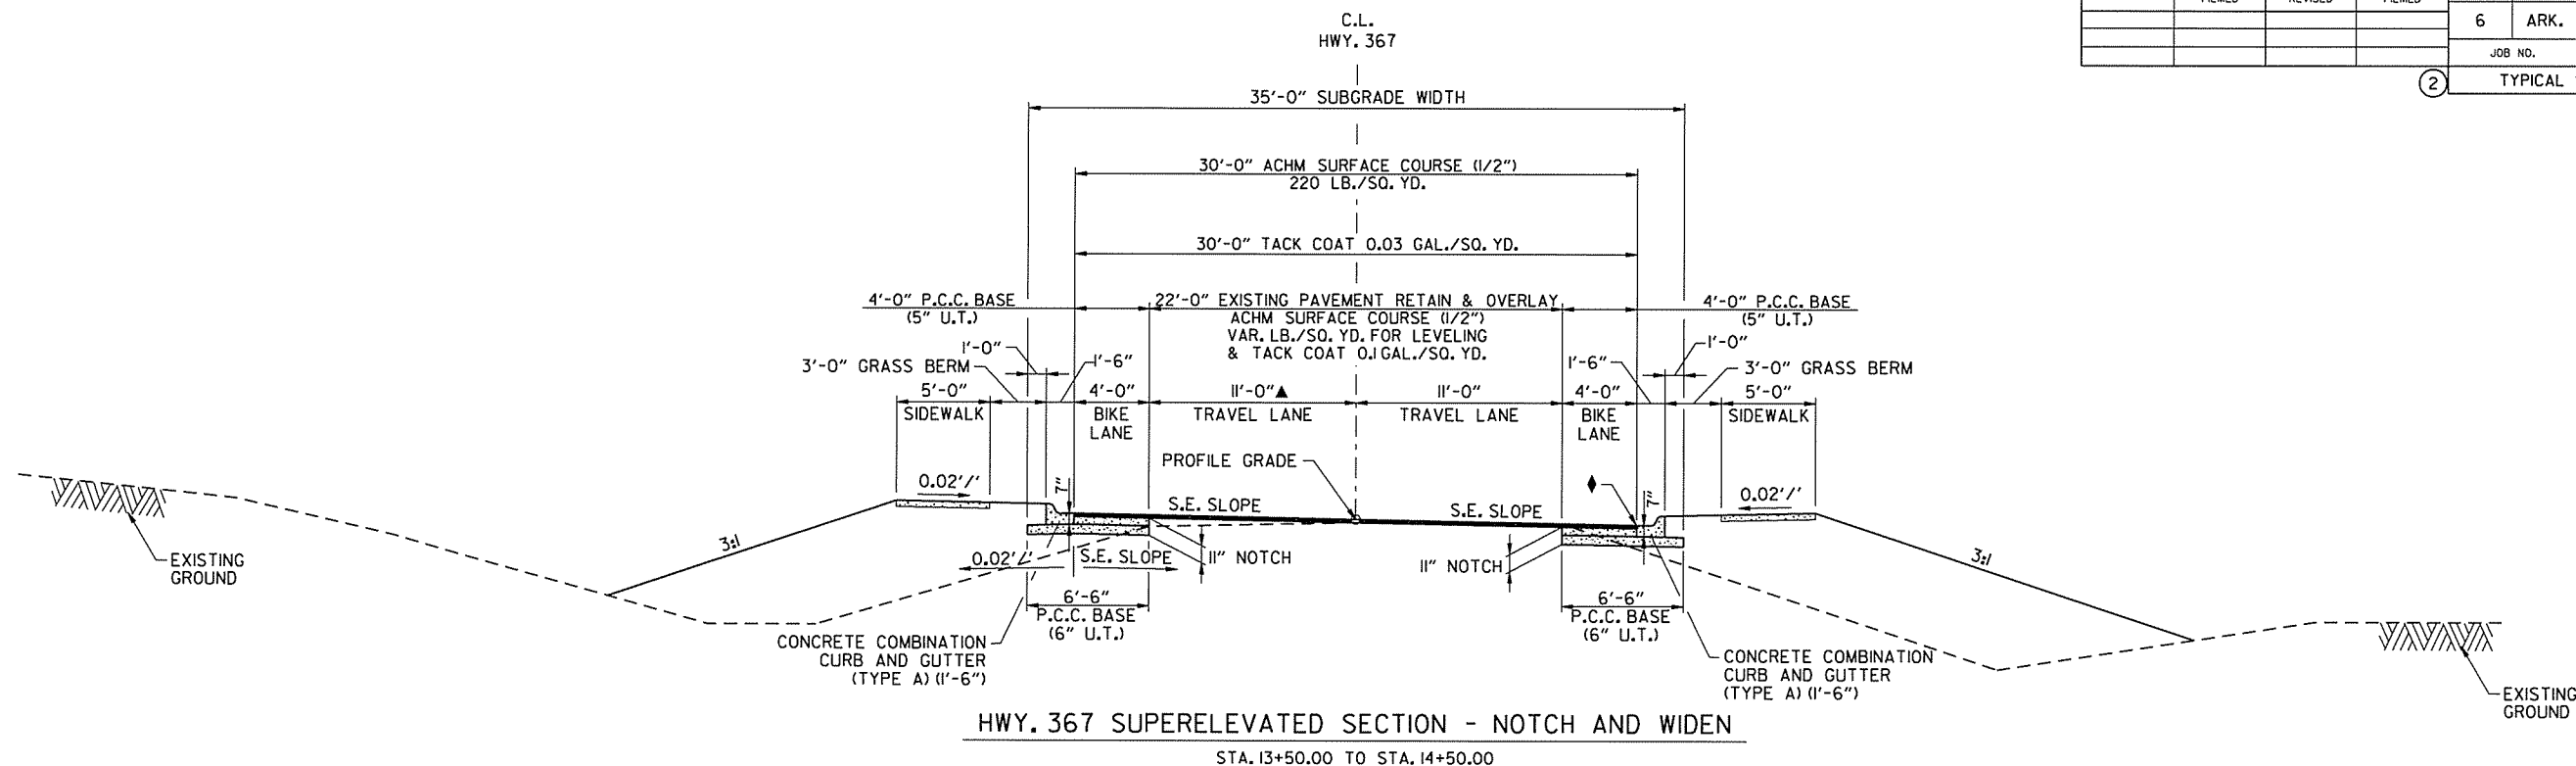 6 ARK.
JOB NO.
2 TYPICAL
C.L.
HWY. 367
35'-0" SUBGRADE WIDTH
30'-0" ACHM SURFACE COURSE (1/2")
220 LB./SQ. YD.
30'-0" TACK COAT 0.03 GAL./SQ. YD.
4'-0" P.C.C. BASE
(5" U.T.)
22'-0" EXISTING PAVEMENT RETAIN & OVERLAY
ACHM SURFACE COURSE (1/2")
VAR. LB./SQ. YD. FOR LEVELING
& TACK COAT 0.1 GAL./SQ. YD.
4'-0" P.C.C. BASE
(5" U.T.)
1'-0"
1'-6"
3'-0" GRASS BERM
1'-6"
1'-0"
3'-0" GRASS BERM
5'-0"
SIDEWALK
4'-0"
BIKE
LANE
11'-0"▲
TRAVEL LANE
11'-0"
TRAVEL LANE
4'-0"
BIKE
LANE
5'-0"
SIDEWALK
PROFILE GRADE
♦
0.02'/'
7"
S.E. SLOPE
S.E. SLOPE
7"
0.02'/'
EXISTING
GROUND
3:1
0.02'/'
S.E. SLOPE
11" NOTCH
11" NOTCH
3:1
6'-6"
P.C.C. BASE
(6" U.T.)
6'-6"
P.C.C. BASE
(6" U.T.)
CONCRETE COMBINATION
CURB AND GUTTER
(TYPE A) (1'-6")
CONCRETE COMBINATION
CURB AND GUTTER
(TYPE A) (1'-6")
EXISTING
GROUND
HWY. 367 SUPERELEVATED SECTION - NOTCH AND WIDEN
STA. 13+50.00 TO STA. 14+50.00